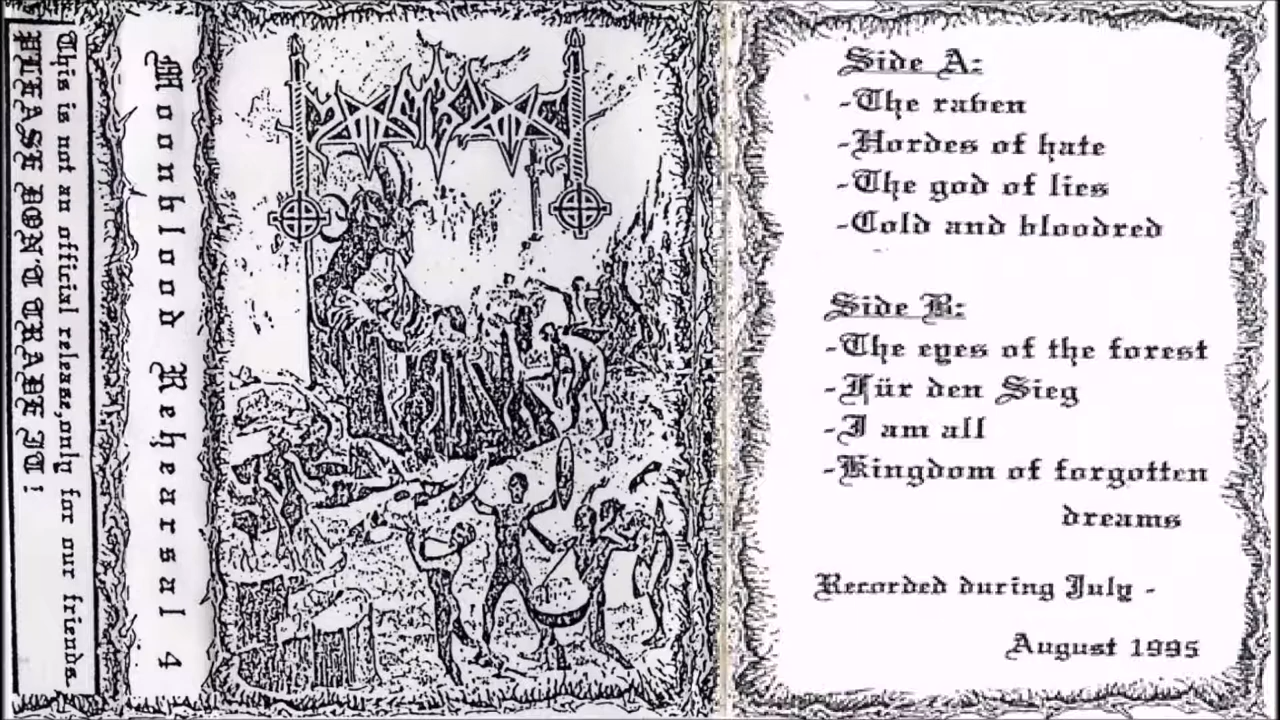 This is not an official release,only for our friends.
PLEASE DON'T TRADE IT !
Moonblood Rehearsal 4
Side A:
-The raven
-Hordes of hate
-The god of lies
-Cold and bloodred
Side B:
-The eyes of the forest
-Für den Sieg
-I am all
-Kingdom of forgotten
dreams
Recorded during July -
August 1995